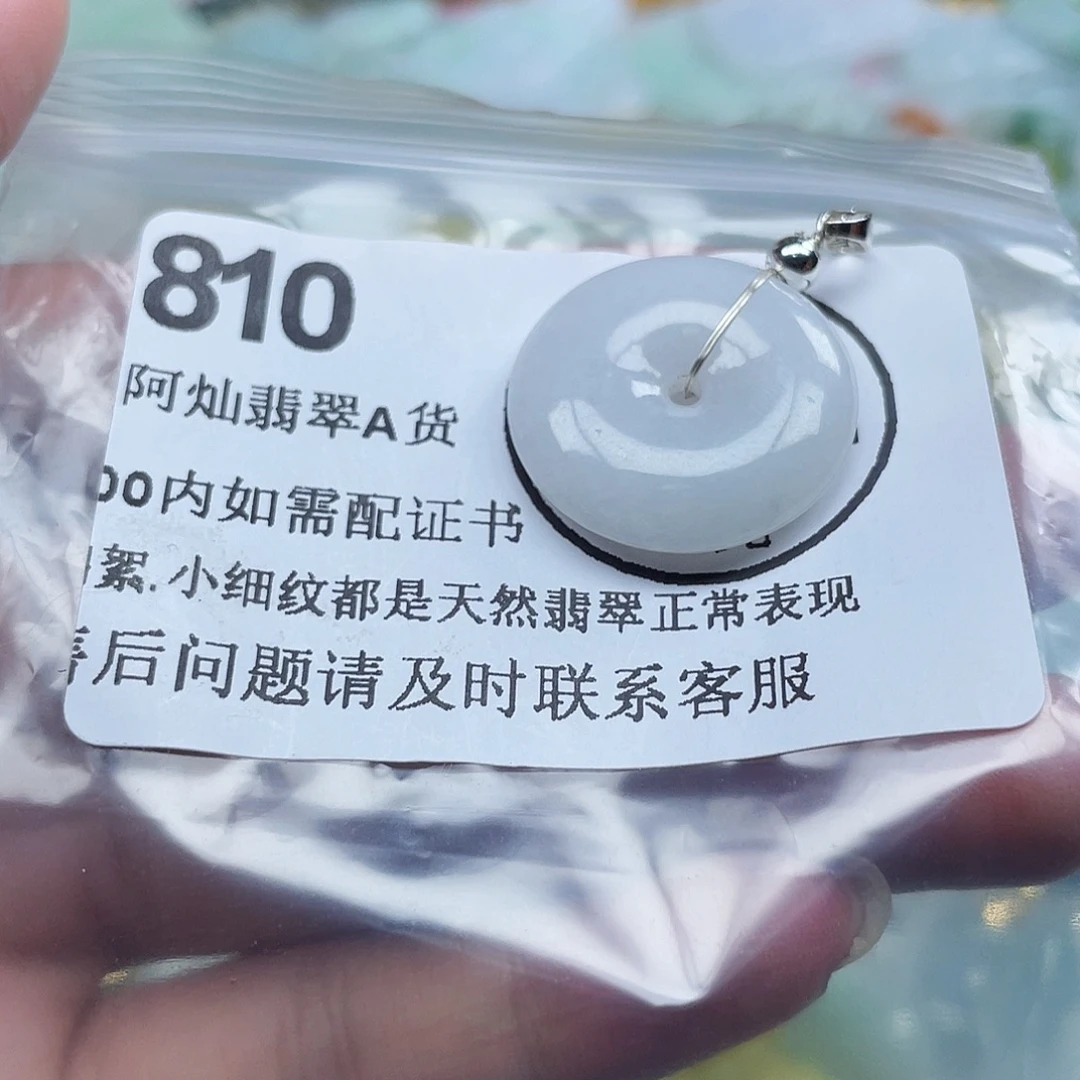 810
阿灿翡翠A货
00内如需配证书
絮.小细纹都是天然翡翠正常表现
后问题请及时联系客服